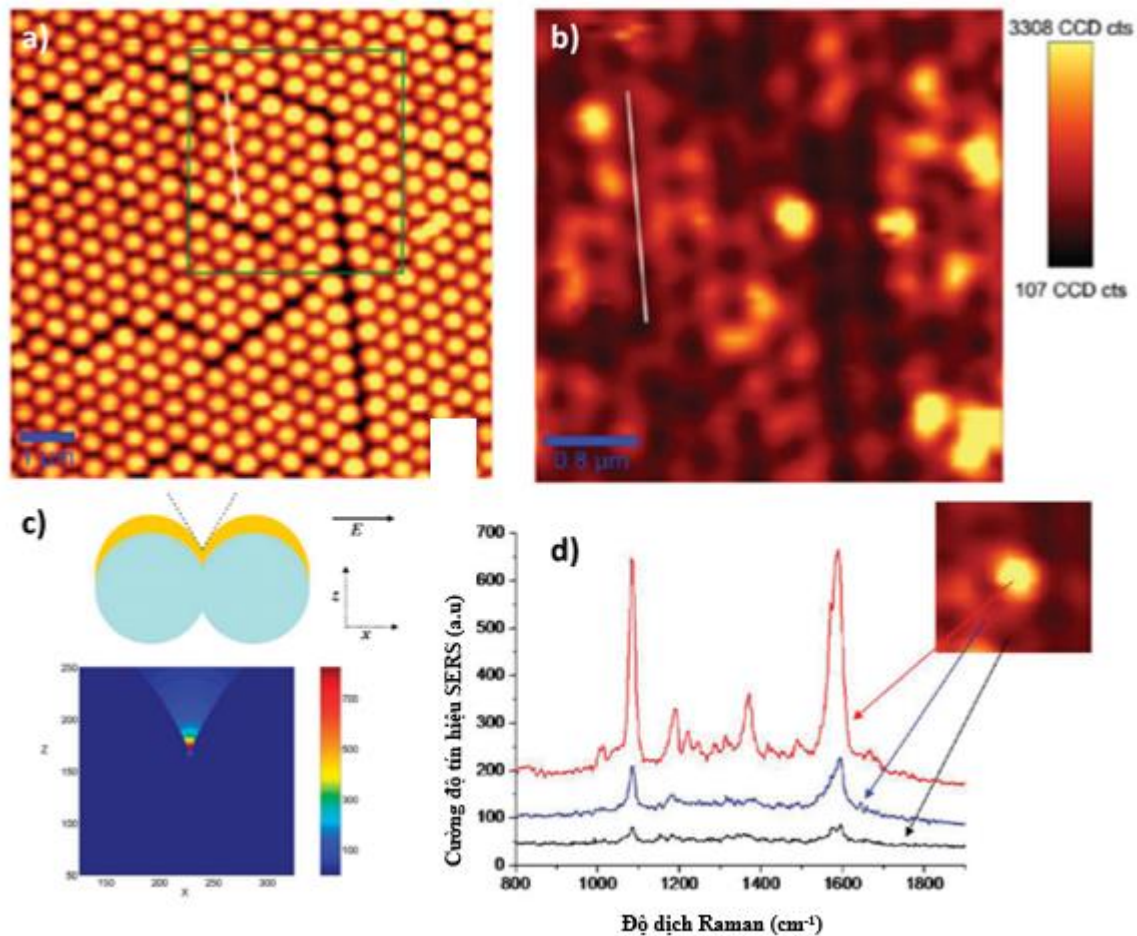 a)
1 µm
b)
0.8 µm
3308 CCD cts
107 CCD cts
c)
E
z
x
250
200
150
100
50
Z
150
200
250
300
X
700
500
300
100
d)
Cường độ tín hiệu SERS (a.u)
700
600
500
400
300
200
100
0
800
1000
1200
1400
1600
1800
Độ dịch Raman (cm⁻¹)